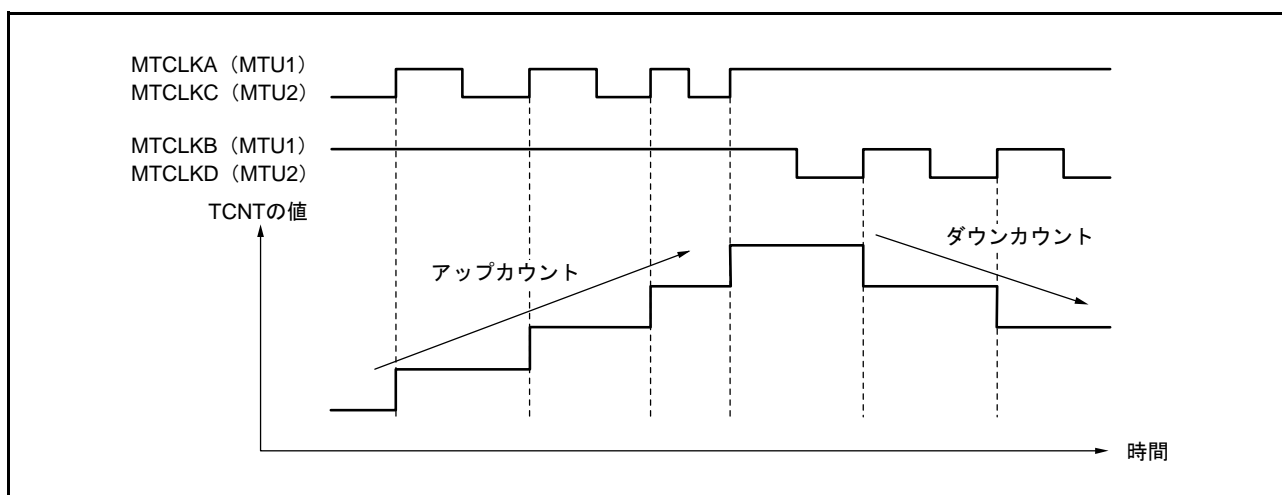 MTCLKA（MTU1）
MTCLKC（MTU2）
MTCLKB（MTU1）
MTCLKD（MTU2）
TCNTの値
アップカウント
ダウンカウント
時間